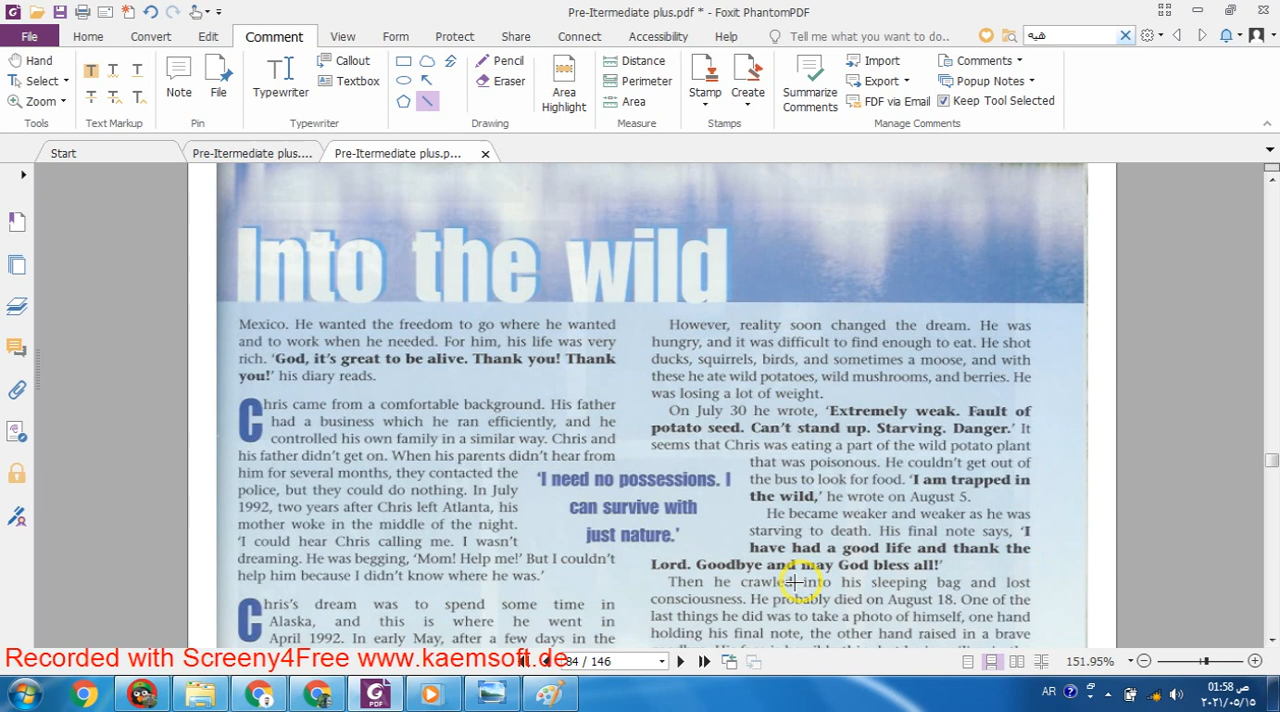 Pre-Itermediate plus.pdf * - Foxit PhantomPDF
File
Home
Convert
Edit
Comment
View
Form
Protect
Share
Connect
Accessibility
Help
Tell me what you want to do..
Hand
Select
Zoom
Tools
Text Markup
Note
File
Pin
Typewriter
Callout
Textbox
Typewriter
Pencil
Eraser
Drawing
Area
Highlight
Distance
Perimeter
Area
Measure
Stamp
Create
Stamps
Summarize
Comments
Import
Export
FDF via Email
Comments
Popup Notes
Keep Tool Selected
Manage Comments
Start
Pre-Itermediate plus....
Pre-Itermediate plus.p...
Into the wild
Mexico. He wanted the freedom to go where he wanted
and to work when he needed. For him, his life was very
rich. ‘God, it’s great to be alive. Thank you! Thank
you!’ his diary reads.
Chris came from a comfortable background. His father
had a business which he ran efficiently, and he
controlled his own family in a similar way. Chris and
his father didn’t get on. When his parents didn’t hear from
him for several months, they contacted the
police, but they could do nothing. In July
1992, two years after Chris left Atlanta, his
mother woke in the middle of the night.
‘I could hear Chris calling me. I wasn’t
dreaming. He was begging, ‘Mom! Help me!’ But I couldn’t
help him because I didn’t know where he was.’
Chris’s dream was to spend some time in
Alaska, and this is where he went in
April 1992. In early May, after a few days in the
‘I need no possessions. I
can survive with
just nature.’
However, reality soon changed the dream. He was
hungry, and it was difficult to find enough to eat. He shot
ducks, squirrels, birds, and sometimes a moose, and with
these he ate wild potatoes, wild mushrooms, and berries. He
was losing a lot of weight.
On July 30 he wrote, ‘Extremely weak. Fault of
potato seed. Can’t stand up. Starving. Danger.’ It
seems that Chris was eating a part of the wild potato plant
that was poisonous. He couldn’t get out of
the bus to look for food. ‘I am trapped in
the wild,’ he wrote on August 5.
He became weaker and weaker as he was
starving to death. His final note says, ‘I
have had a good life and thank the
Lord. Goodbye and may God bless all!’
Then he crawled into his sleeping bag and lost
consciousness. He probably died on August 18. One of the
last things he did was to take a photo of himself, one hand
holding his final note, the other hand raised in a brave
Recorded with Screeny4Free www.kaemsoft.de
84 / 146
151.95%
AR
01:58 ص
٢٠٢١/٠٥/١٥